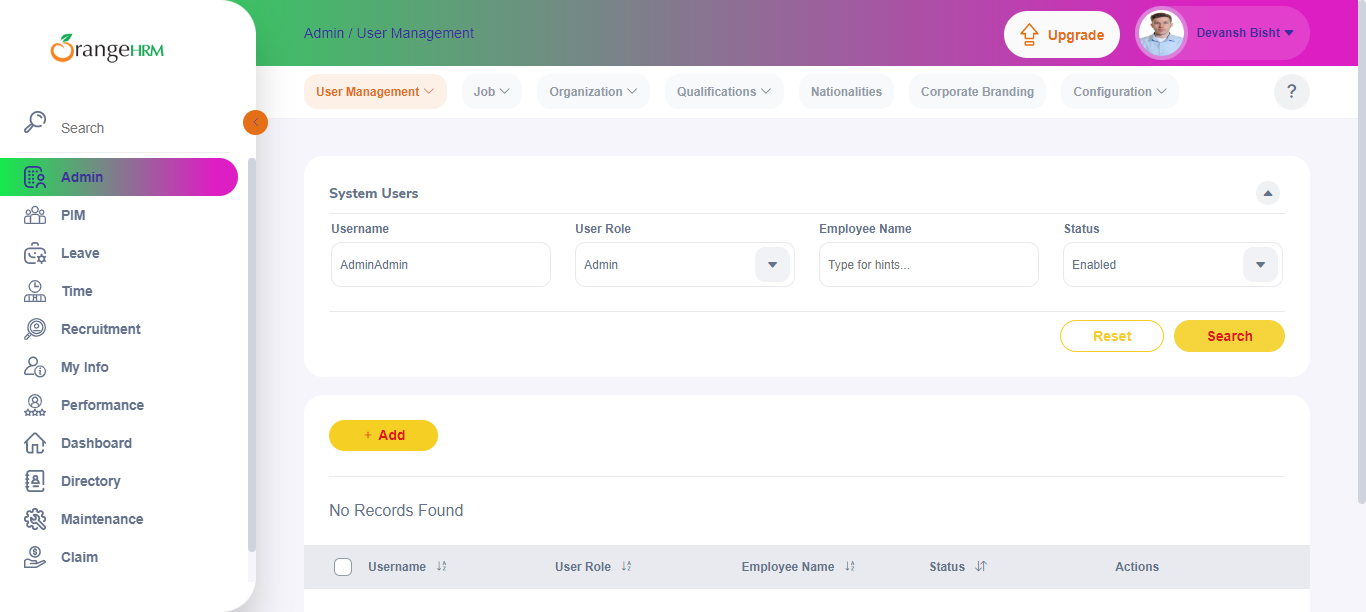 OrangeHRM
Search
Admin
PIM
Leave
Time
Recruitment
My Info
Performance
Dashboard
Directory
Maintenance
Claim
Admin / User Management
Upgrade
Devansh Bisht
User Management
Job
Organization
Qualifications
Nationalities
Corporate Branding
Configuration
?
System Users
Username
User Role
Employee Name
Status
AdminAdmin
Admin
Type for hints...
Enabled
Reset
Search
+ Add
No Records Found
Username
User Role
Employee Name
Status
Actions